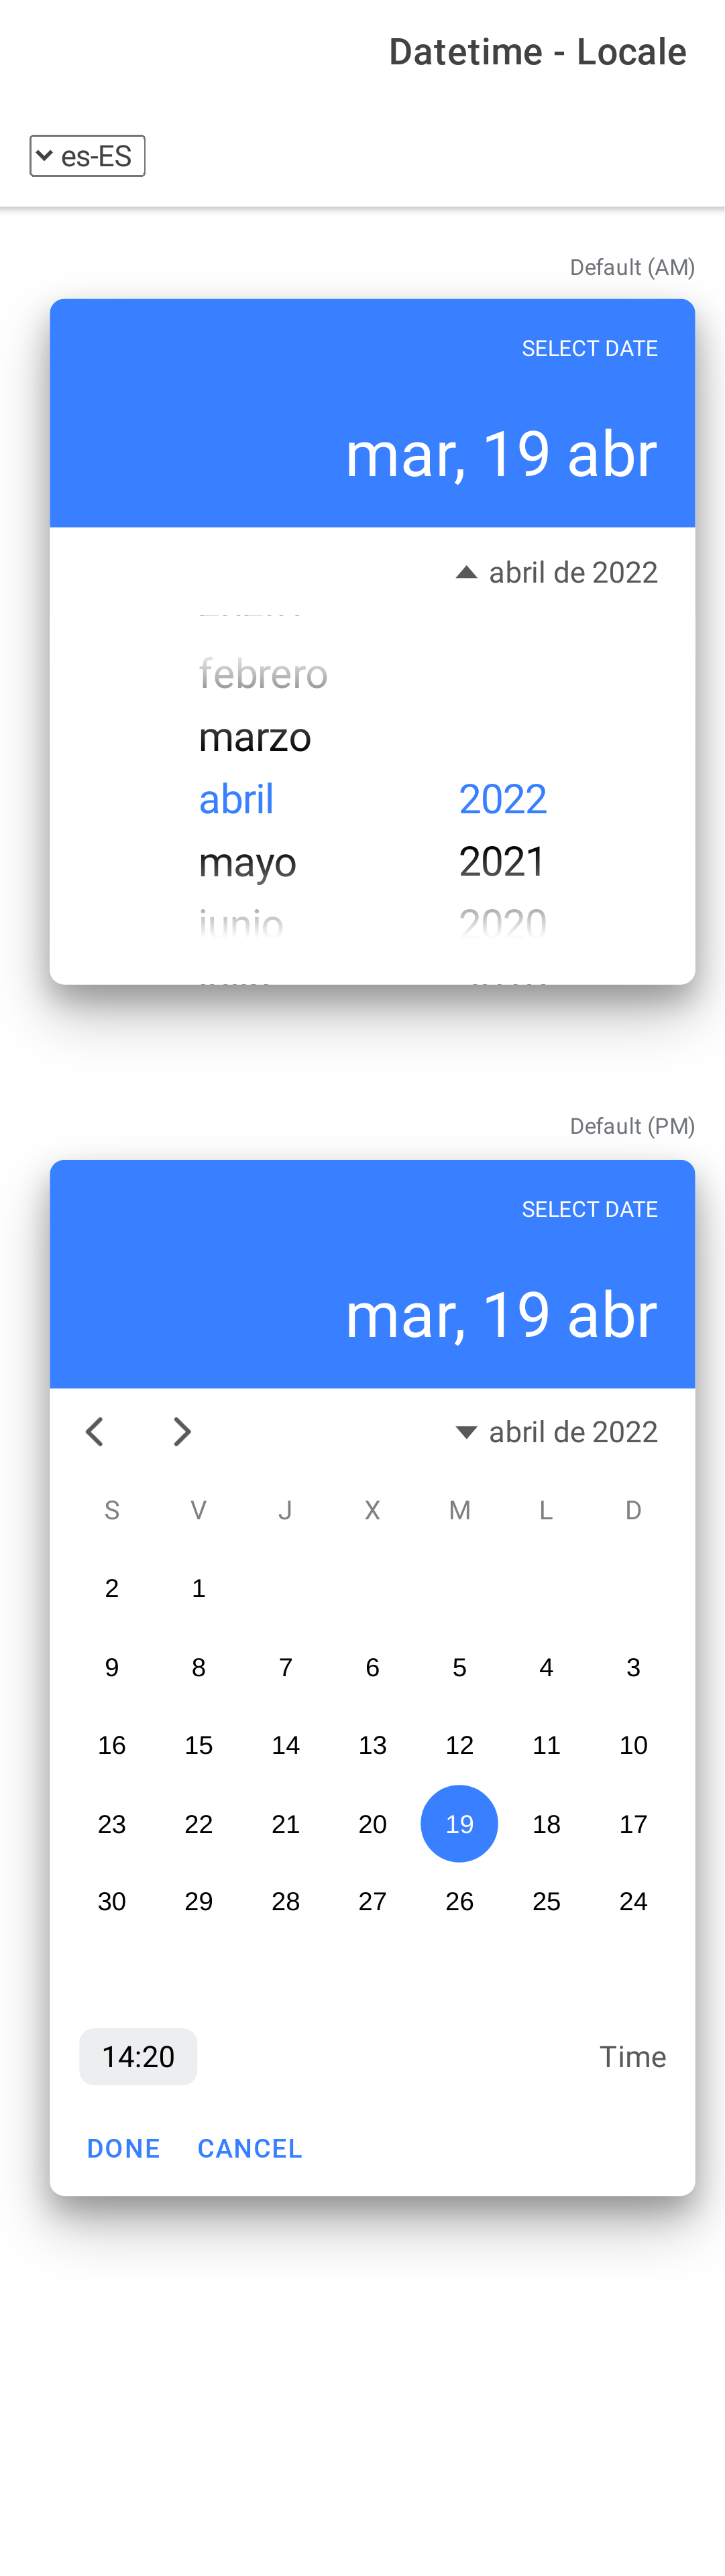 Datetime - Locale
es-ES
Default (AM)
SELECT DATE
mar, 19 abr
abril de 2022
febrero
marzo
abril 2022
mayo 2021
junio 2020
Default (PM)
SELECT DATE
mar, 19 abr
abril de 2022
S V J X M L D
2 1
9 8 7 6 5 4 3
16 15 14 13 12 11 10
23 22 21 20 19 18 17
30 29 28 27 26 25 24
14:20 Time
DONE CANCEL